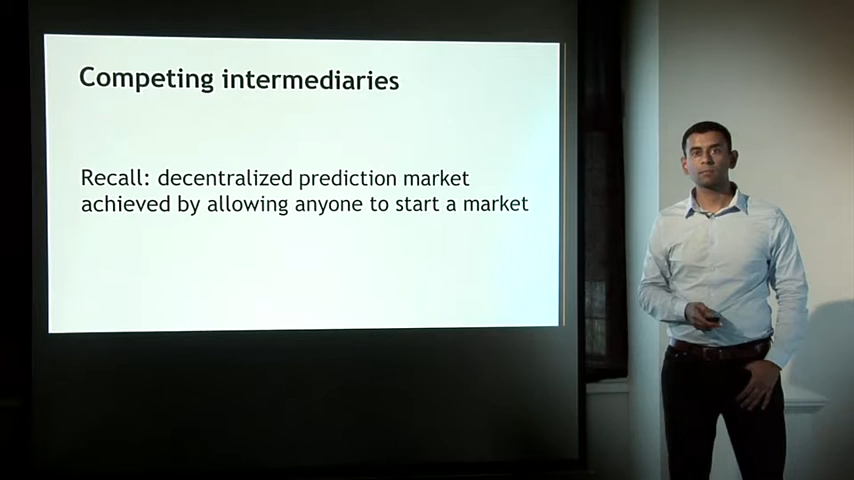 Competing intermediaries
Recall: decentralized prediction market
achieved by allowing anyone to start a market